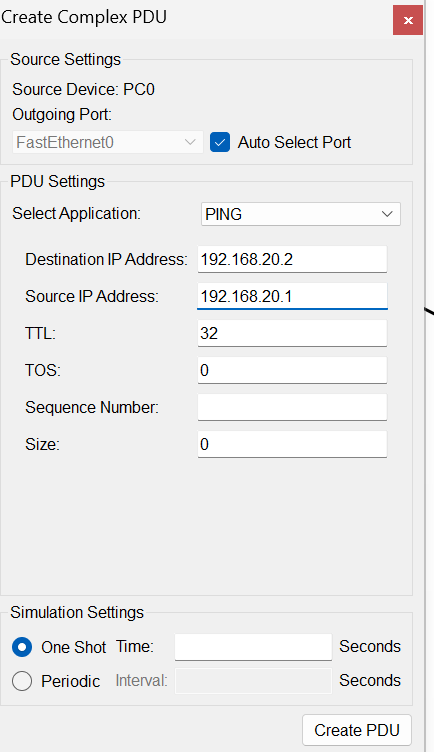 Create Complex PDU
Source Settings
Source Device: PC0
Outgoing Port:
FastEthernet0 Auto Select Port
PDU Settings
Select Application: PING
Destination IP Address: 192.168.20.2
Source IP Address: 192.168.20.1
TTL: 32
TOS: 0
Sequence Number:
Size: 0
Simulation Settings
One Shot Time: Seconds
Periodic Interval: Seconds
Create PDU